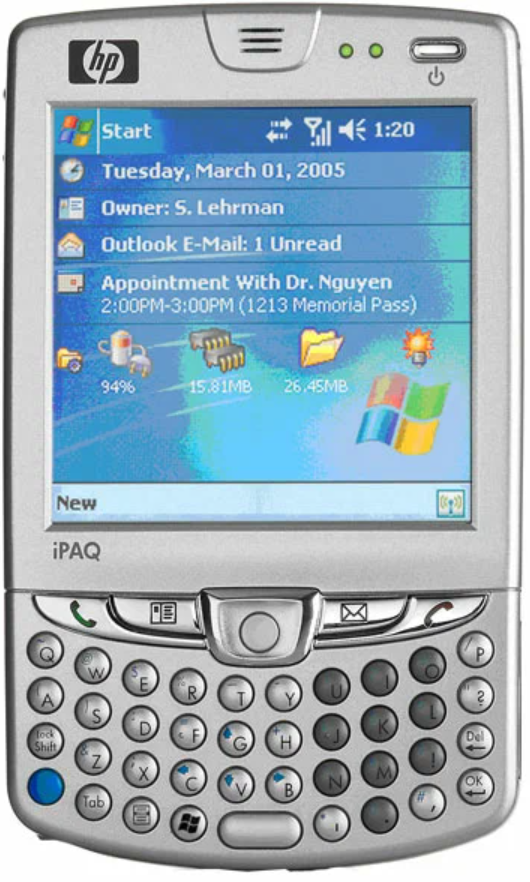 hp
Start 1:20
Tuesday, March 01, 2005
Owner: S. Lehrman
Outlook E-Mail: 1 Unread
Appointment With Dr. Nguyen
2:00PM-3:00PM (1213 Memorial Pass)
94% 15.81MB 26.45MB
New
iPAQ
Q W E R T Y U I O P
A S D F G H J K L ?
Lock Shift Z X C V B N M ! Del
Tab # , . OK